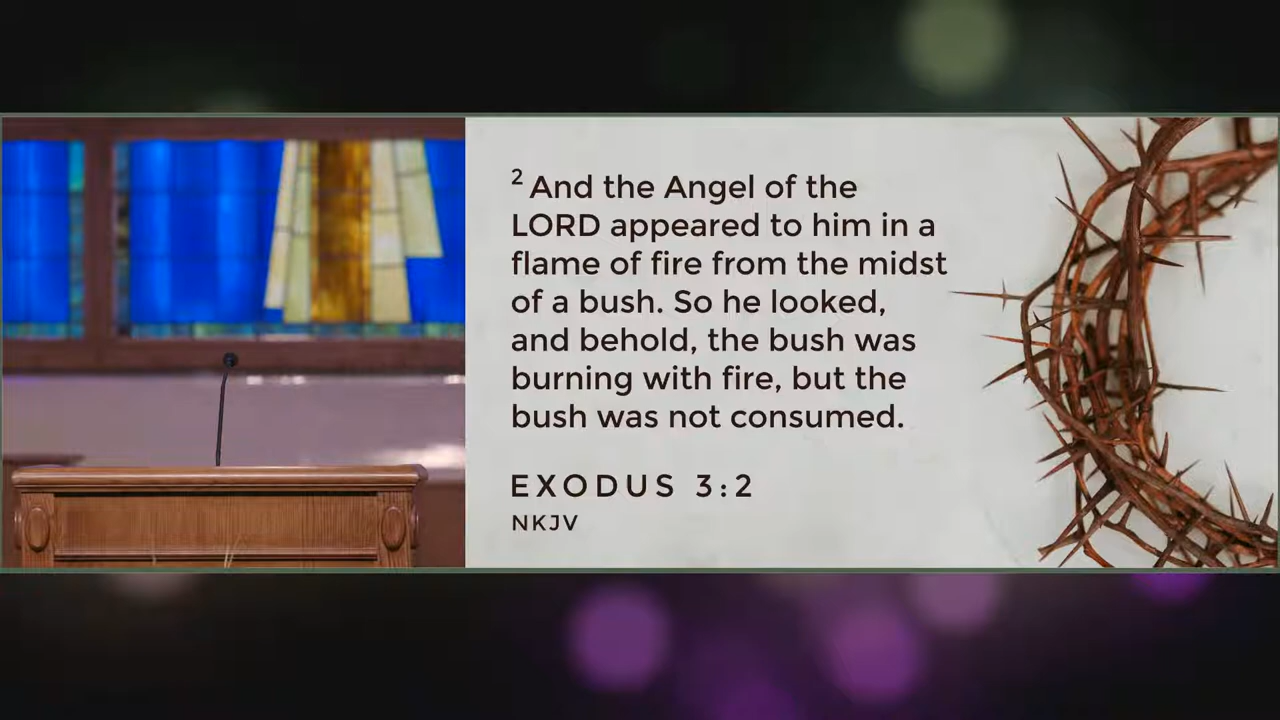 2 And the Angel of the
LORD appeared to him in a
flame of fire from the midst
of a bush. So he looked,
and behold, the bush was
burning with fire, but the
bush was not consumed.
EXODUS 3:2
NKJV